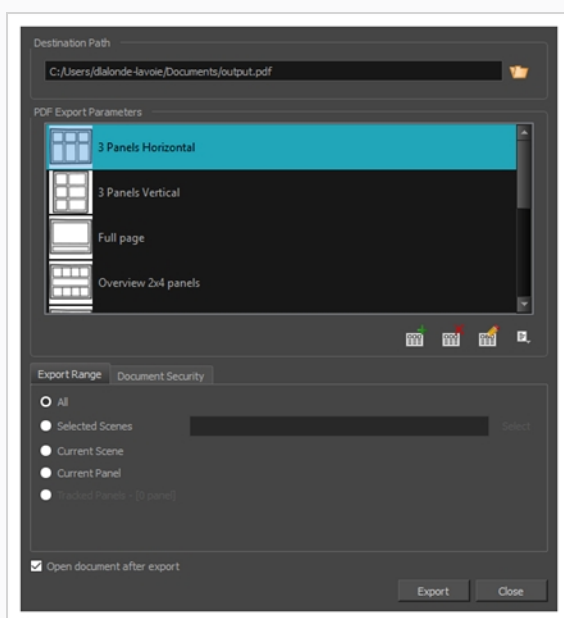 Destination Path
C:/Users/dlalonde-lavoie/Documents/output.pdf
PDF Export Parameters
3 Panels Horizontal
3 Panels Vertical
Full page
Overview 2x4 panels
Export Range
Document Security
All
Selected Scenes
Select
Current Scene
Current Panel
Tracked Panels - [0 panel]
Open document after export
Export
Close